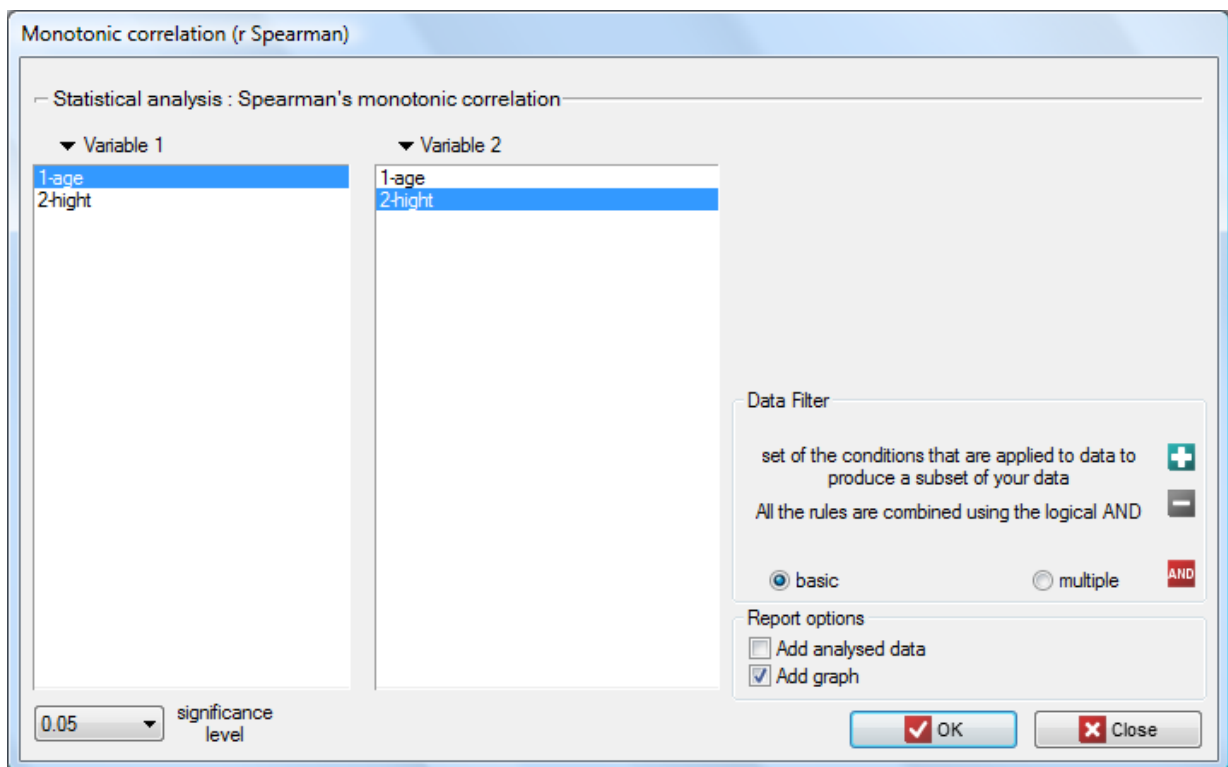 Monotonic correlation (r Spearman)
Statistical analysis : Spearman's monotonic correlation
Variable 1
Variable 2
1-age
2-hight
1-age
2-hight
Data Filter
set of the conditions that are applied to data to
produce a subset of your data
All the rules are combined using the logical AND
basic
multiple
AND
Report options
Add analysed data
Add graph
0.05
significance
level
OK
Close